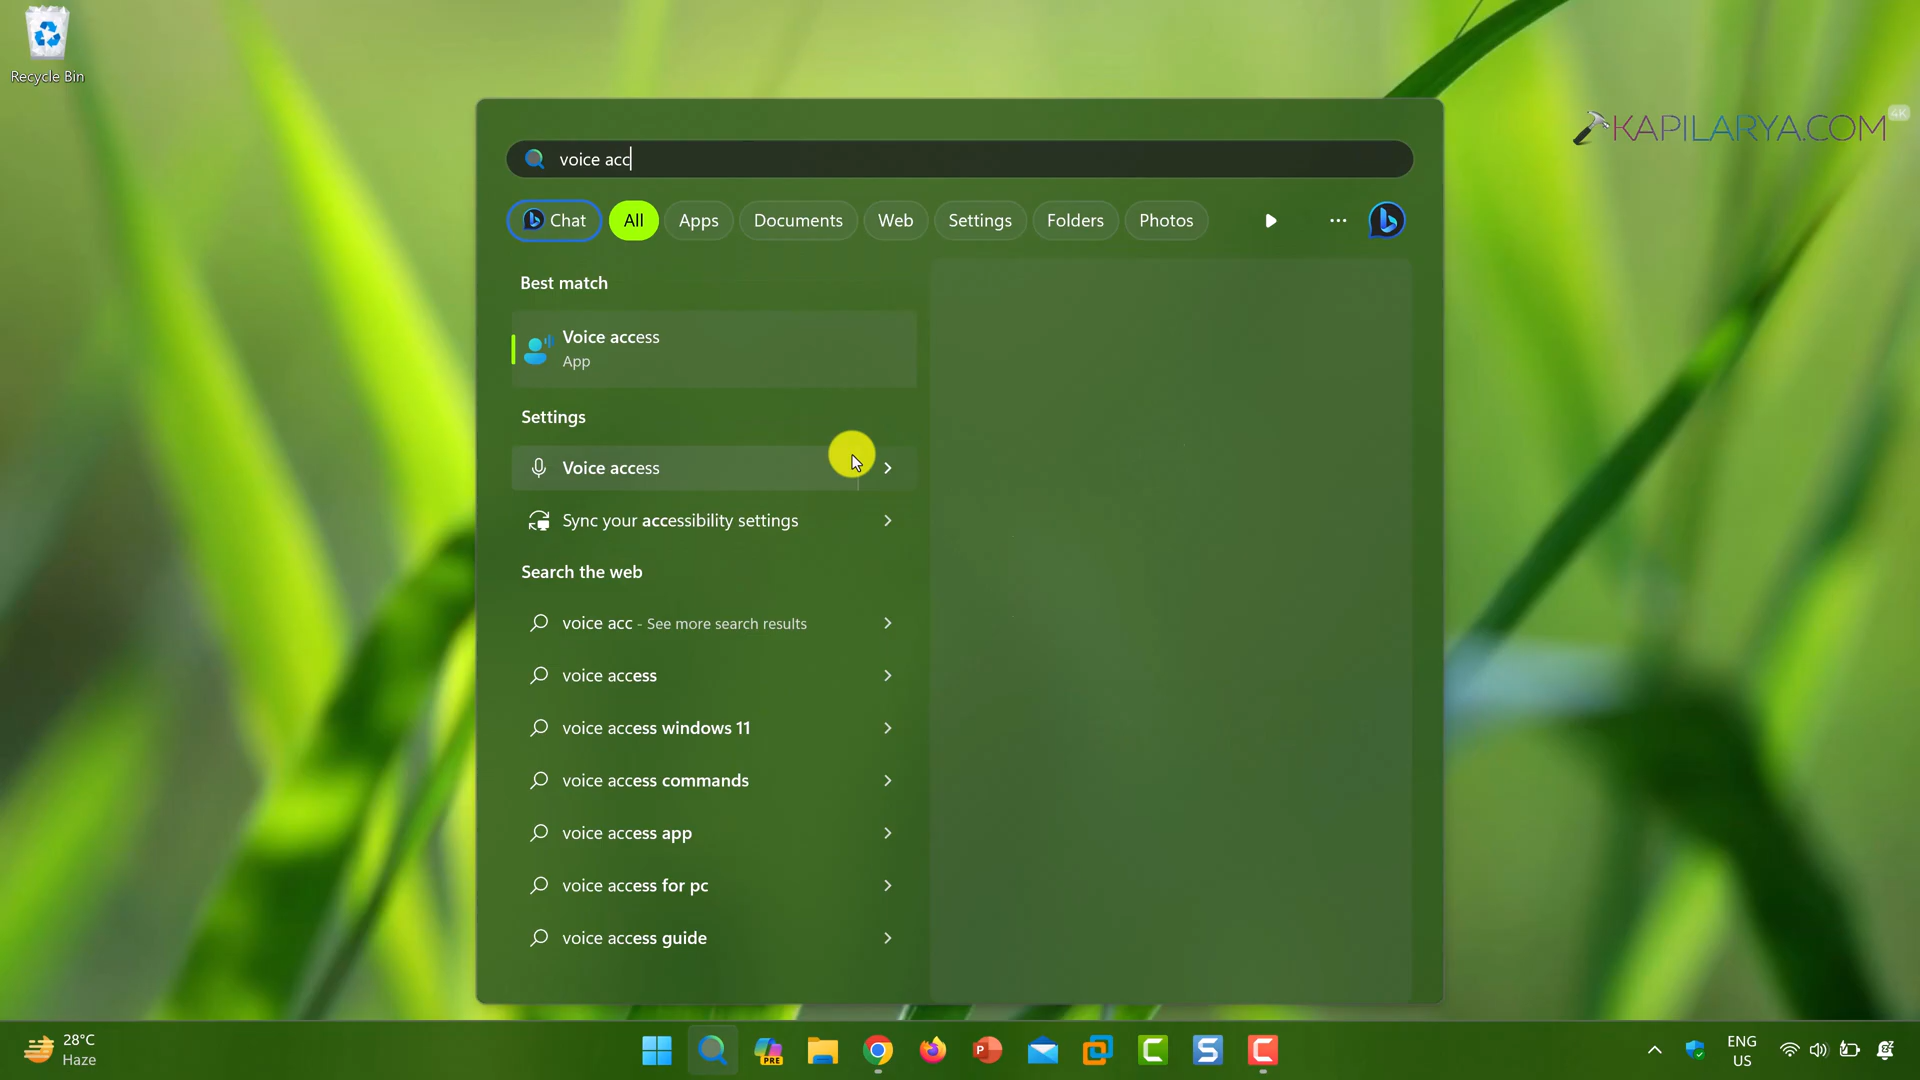 Recycle Bin
KAPILARYA.COM
4K
voice acc
Chat
All
Apps
Documents
Web
Settings
Folders
Photos
Best match
Voice access
App
Settings
Voice access
Sync your accessibility settings
Search the web
voice acc - See more search results
voice access
voice access windows 11
voice access commands
voice access app
voice access for pc
voice access guide
28°C
Haze
PRE
P
C
S
C
ENG
US